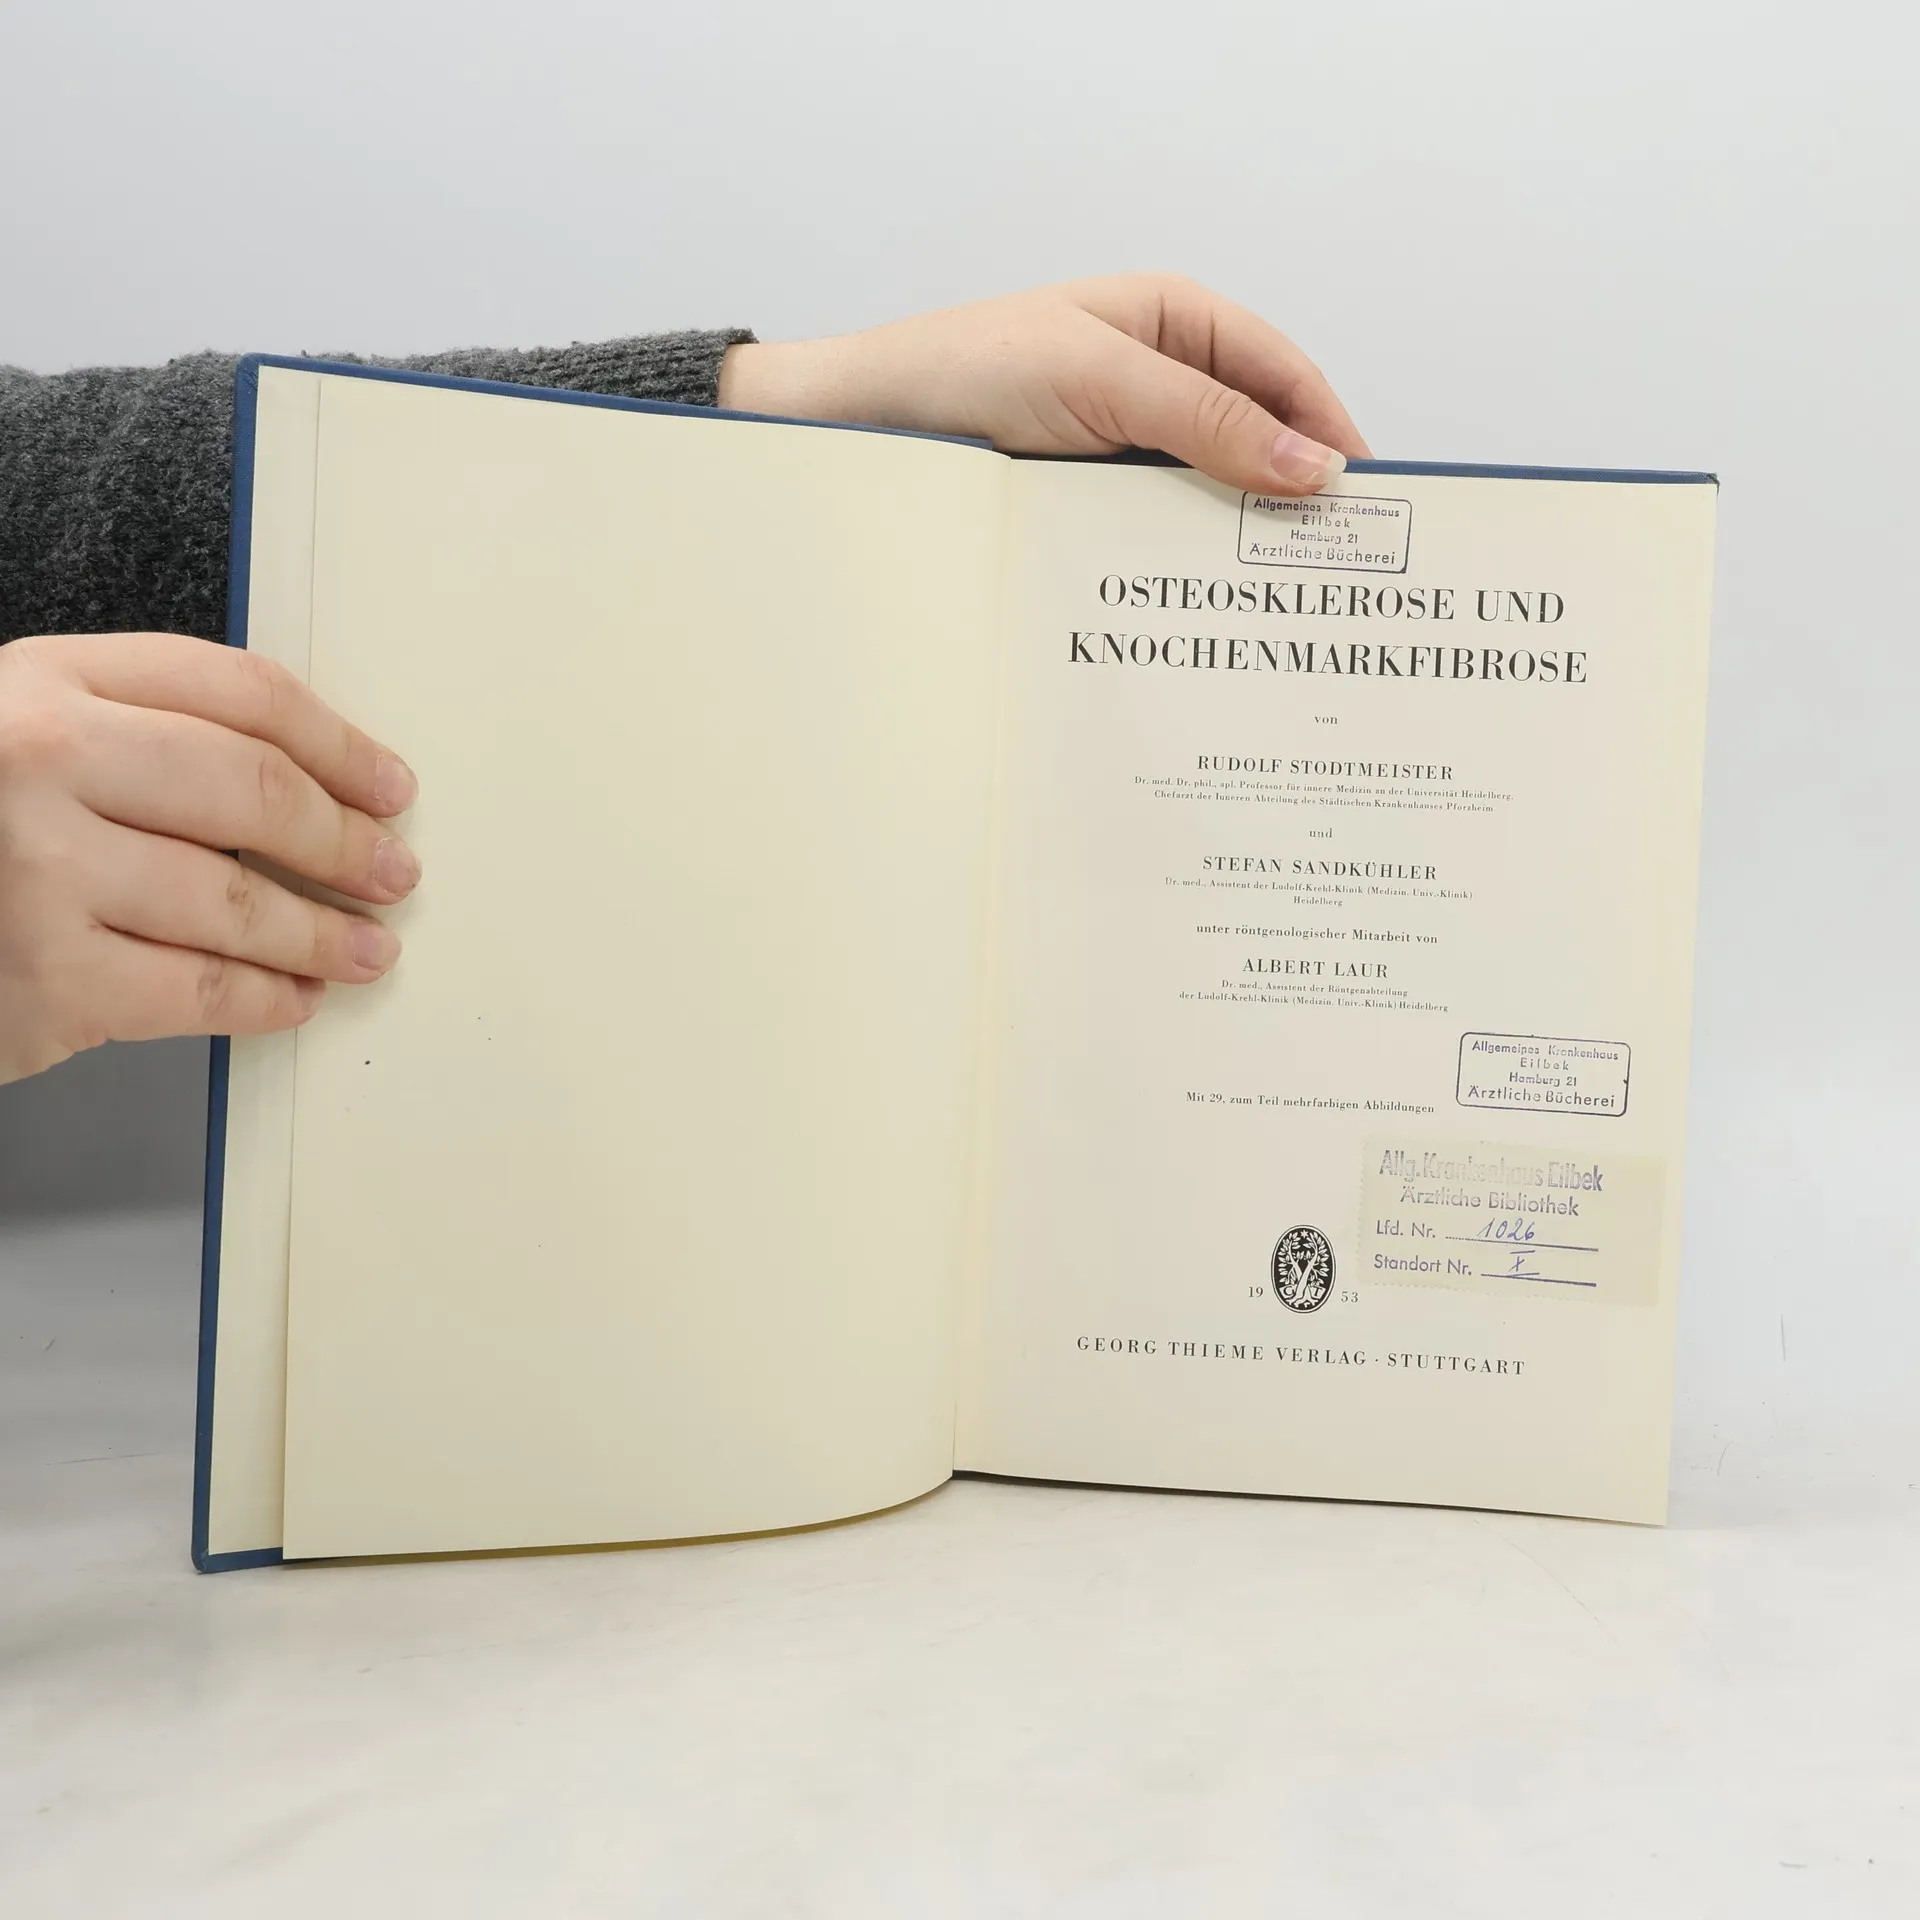 Allgemeines Krankenhaus
Eilbek
Hamburg 21
Ärztliche Bücherei
OSTEOSKLEROSE UND
KNOCHENMARKFIBROSE
von
RUDOLF STODTMEISTER
Dr. med. Dr. phil., apl. Professor für innere Medizin an der Universität Heidelberg.
Chefarzt der Inneren Abteilung des Städtischen Krankenhauses Pforzheim
und
STEFAN SANDKÜHLER
Dr. med., Assistent der Ludolf-Krehl-Klinik (Medizin. Univ.-Klinik)
Heidelberg
unter röntgenologischer Mitarbeit von
ALBERT LAUR
Dr. med., Assistent der Röntgenabteilung
der Ludolf-Krehl-Klinik (Medizin. Univ.-Klinik) Heidelberg
Allgemeines Krankenhaus
Eilbek
Hamburg 21
Ärztliche Bücherei
Mit 29, zum Teil mehrfarbigen Abbildungen
Allg. Krankenhaus Eilbek
Ärztliche Bibliothek
Lfd. Nr. 1026
Standort Nr. X
G T
19 53
GEORG THIEME VERLAG · STUTTGART